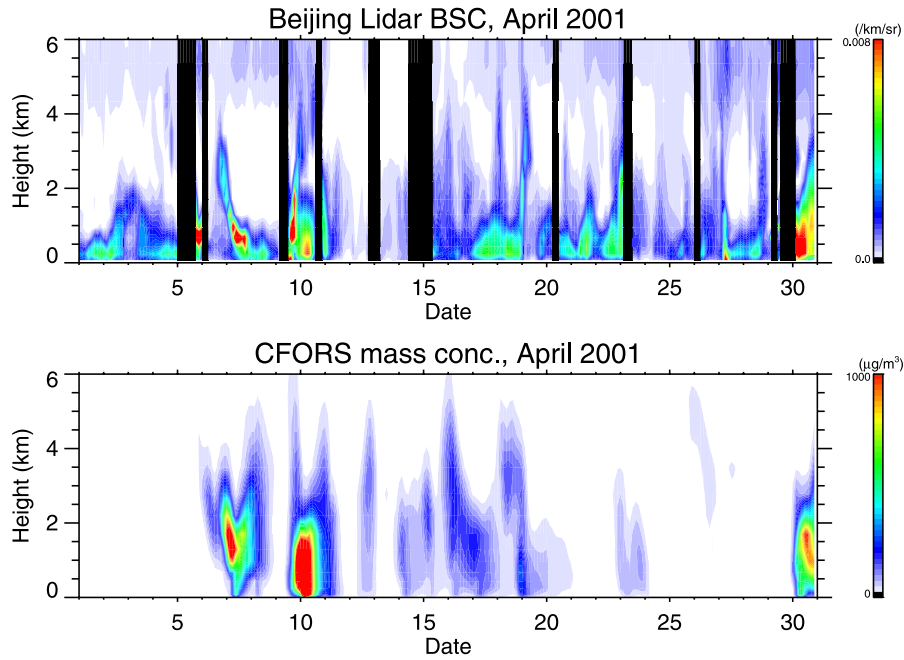 Beijing Lidar BSC, April 2001
(/km/sr)
0.008
6
4
2
0
Height (km)
0.0
5 10 15 20 25 30
Date
CFORS mass conc., April 2001
(μg/m³)
1000
6
4
2
0
Height (km)
0
5 10 15 20 25 30
Date